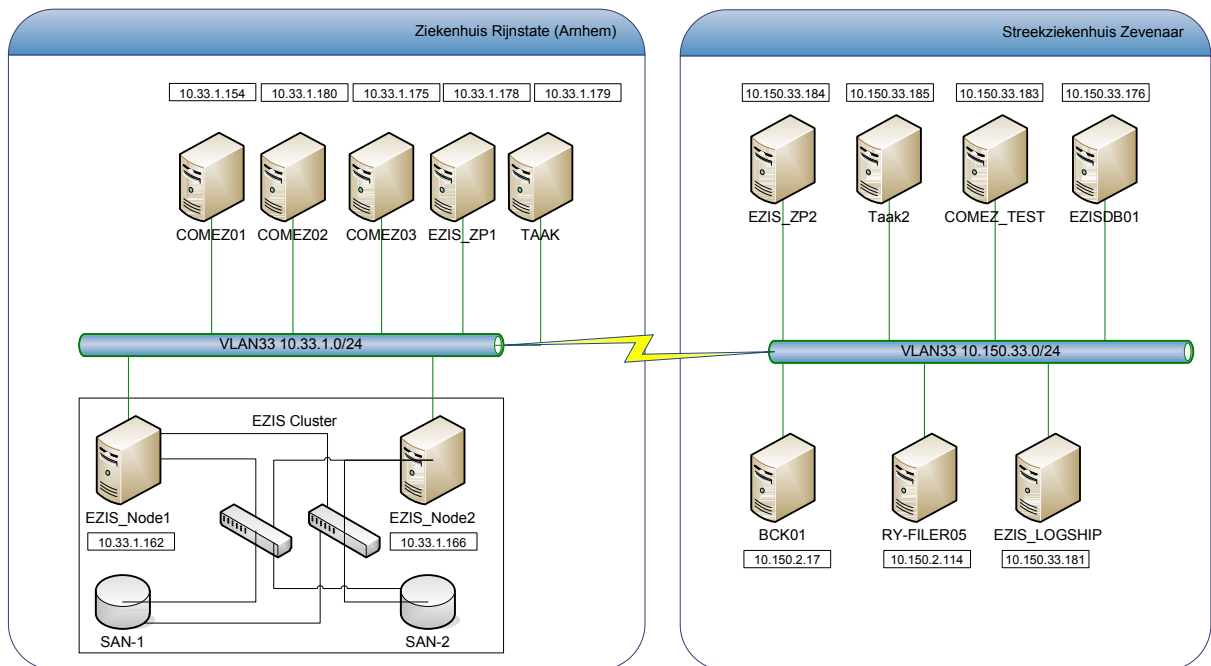 Ziekenhuis Rijnstate (Arnhem)
10.33.1.154
10.33.1.180
10.33.1.175
10.33.1.178
10.33.1.179
COMEZ01
COMEZ02
COMEZ03
EZIS_ZP1
TAAK
VLAN33 10.33.1.0/24
EZIS Cluster
EZIS_Node1
EZIS_Node2
10.33.1.162
10.33.1.166
SAN-1
SAN-2
Streekziekenhuis Zevenaar
10.150.33.184
10.150.33.185
10.150.33.183
10.150.33.176
EZIS_ZP2
Taak2
COMEZ_TEST
EZISDB01
VLAN33 10.150.33.0/24
BCK01
RY-FILER05
EZIS_LOGSHIP
10.150.2.17
10.150.2.114
10.150.33.181